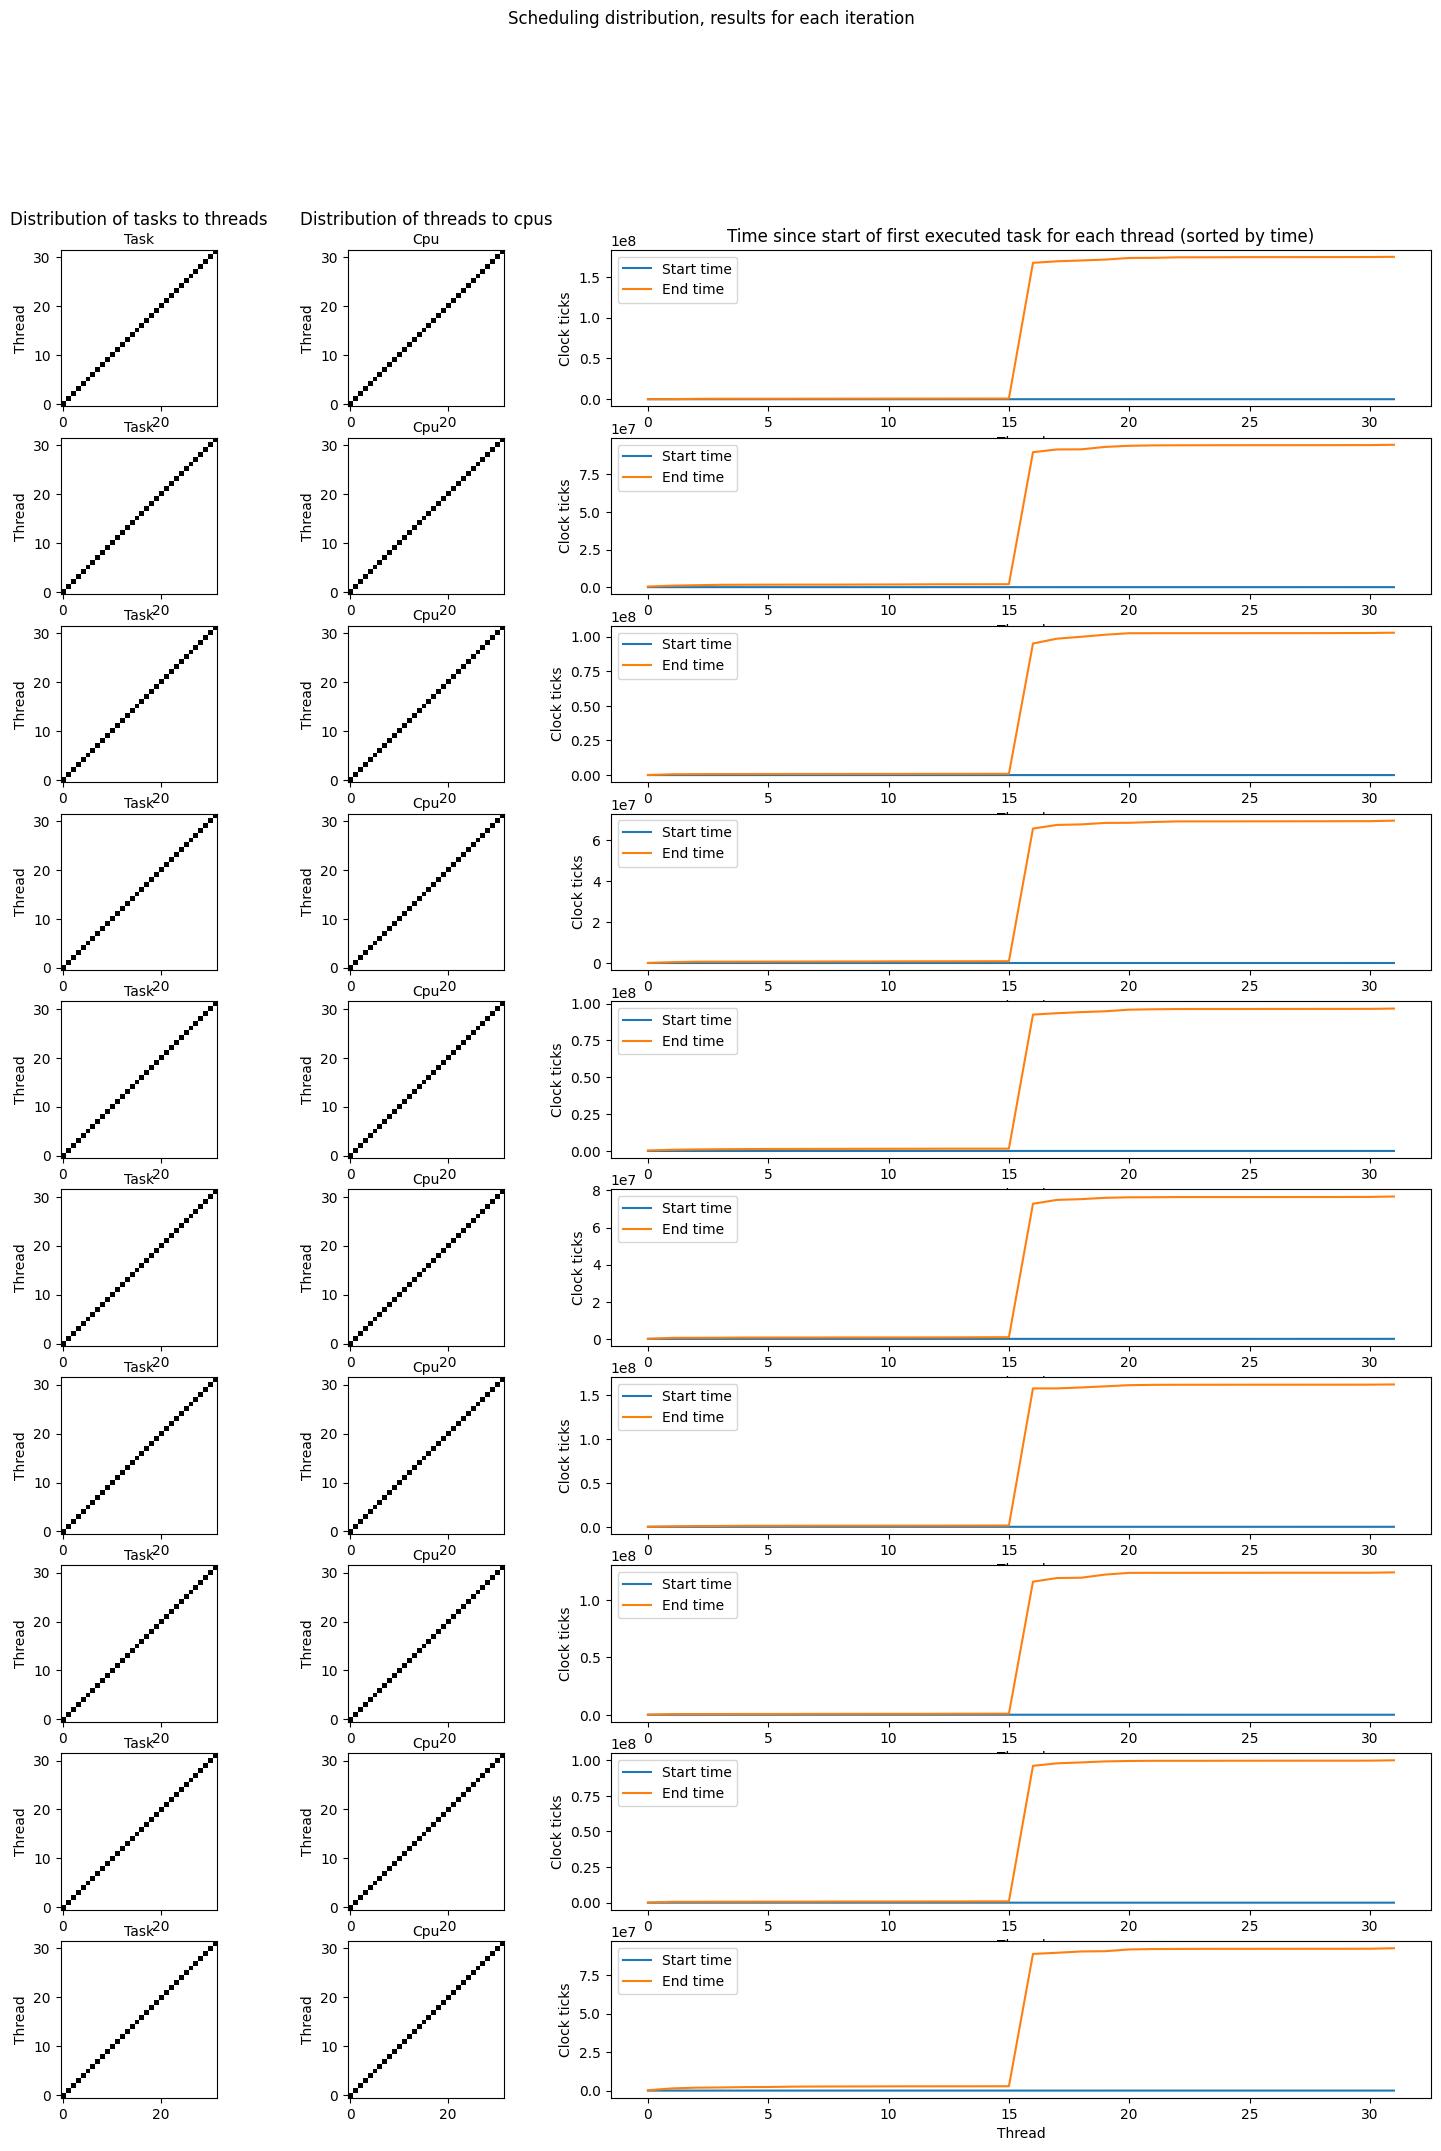 Scheduling distribution, results for each iteration
Distribution of tasks to threads
Distribution of threads to cpus
Time since start of first executed task for each thread (sorted by time)
Task
Thread
30
20
10
0
0 20
Cpu
Thread
30
20
10
0
0 20
1e8
Clock ticks
1.5
1.0
0.5
0.0
Start time
End time
0 5 10 15 20 25 30
Task
Thread
30
20
10
0
0 20
Cpu
Thread
30
20
10
0
0 20
1e7
Clock ticks
7.5
5.0
2.5
0.0
Start time
End time
0 5 10 15 20 25 30
Task
Thread
30
20
10
0
0 20
Cpu
Thread
30
20
10
0
0 20
1e8
Clock ticks
1.00
0.75
0.50
0.25
0.00
Start time
End time
0 5 10 15 20 25 30
Task
Thread
30
20
10
0
0 20
Cpu
Thread
30
20
10
0
0 20
1e7
Clock ticks
6
4
2
0
Start time
End time
0 5 10 15 20 25 30
Task
Thread
30
20
10
0
0 20
Cpu
Thread
30
20
10
0
0 20
1e8
Clock ticks
1.00
0.75
0.50
0.25
0.00
Start time
End time
0 5 10 15 20 25 30
Task
Thread
30
20
10
0
0 20
Cpu
Thread
30
20
10
0
0 20
1e7
Clock ticks
8
6
4
2
0
Start time
End time
0 5 10 15 20 25 30
Task
Thread
30
20
10
0
0 20
Cpu
Thread
30
20
10
0
0 20
1e8
Clock ticks
1.5
1.0
0.5
0.0
Start time
End time
0 5 10 15 20 25 30
Task
Thread
30
20
10
0
0 20
Cpu
Thread
30
20
10
0
0 20
1e8
Clock ticks
1.0
0.5
0.0
Start time
End time
0 5 10 15 20 25 30
Task
Thread
30
20
10
0
0 20
Cpu
Thread
30
20
10
0
0 20
1e8
Clock ticks
1.00
0.75
0.50
0.25
0.00
Start time
End time
0 5 10 15 20 25 30
Task
Thread
30
20
10
0
0 20
Cpu
Thread
30
20
10
0
0 20
1e7
Clock ticks
7.5
5.0
2.5
0.0
Start time
End time
0 5 10 15 20 25 30
Thread